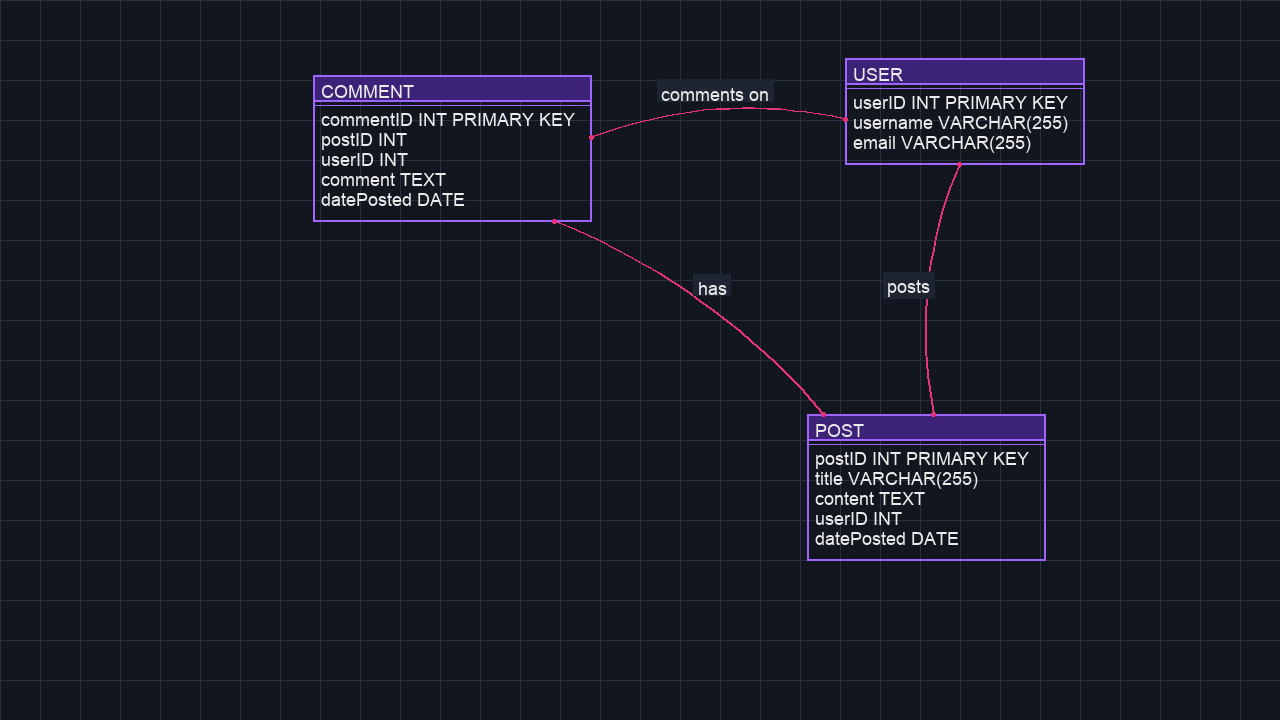 COMMENT
commentID INT PRIMARY KEY
postID INT
userID INT
comment TEXT
datePosted DATE
comments on
USER
userID INT PRIMARY KEY
username VARCHAR(255)
email VARCHAR(255)
has
posts
POST
postID INT PRIMARY KEY
title VARCHAR(255)
content TEXT
userID INT
datePosted DATE